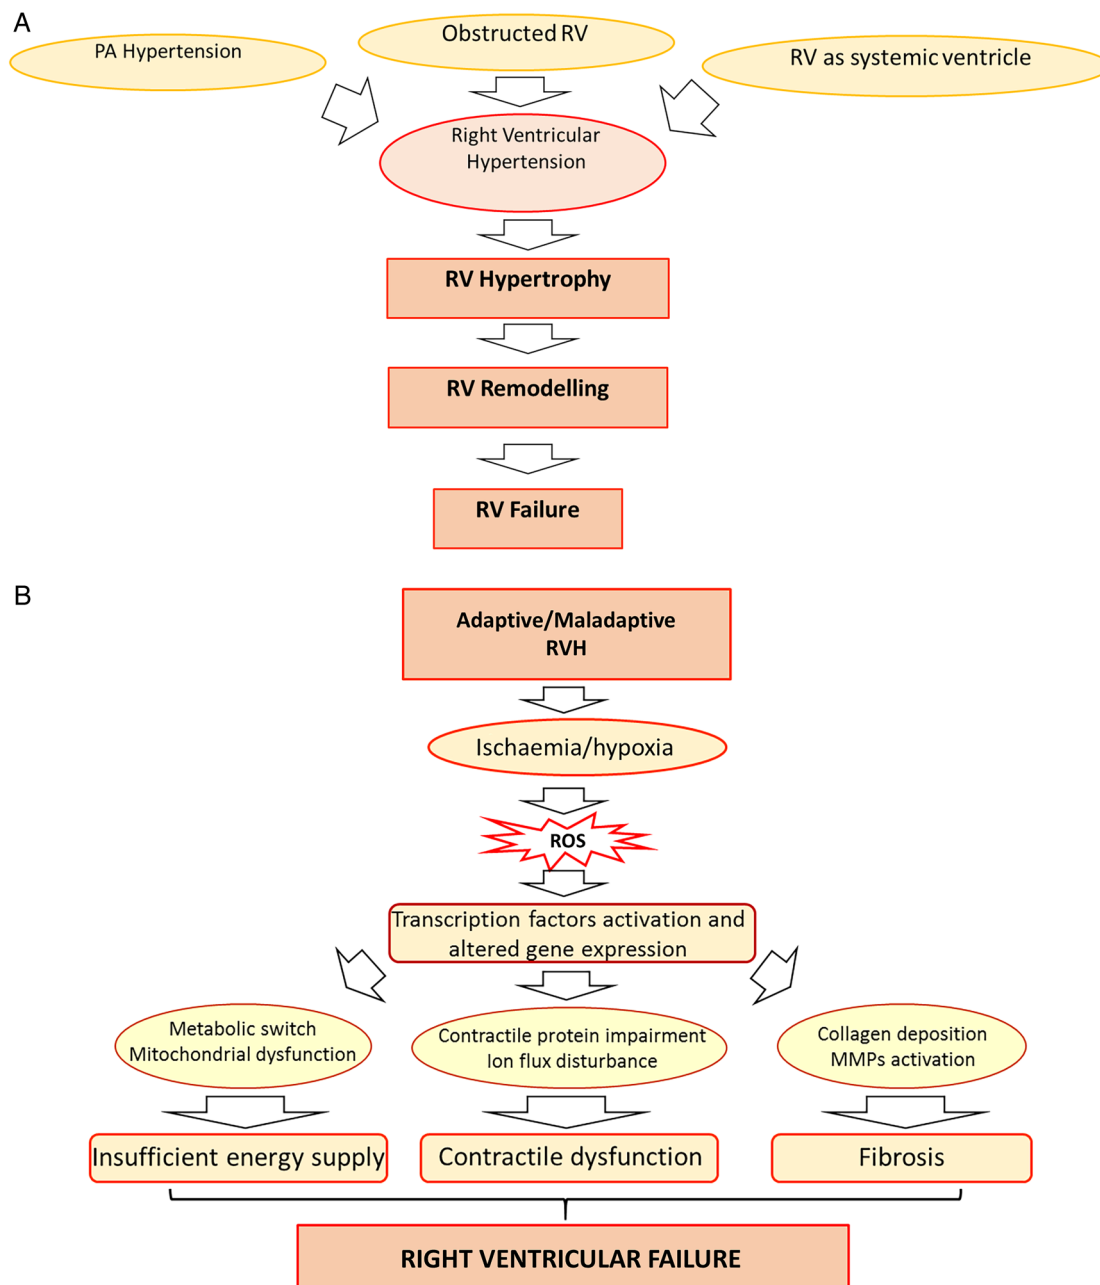 A
PA Hypertension
Obstructed RV
RV as systemic ventricle
Right Ventricular
Hypertension
RV Hypertrophy
RV Remodelling
RV Failure
B
Adaptive/Maladaptive
RVH
Ischaemia/hypoxia
ROS
Transcription factors activation and
altered gene expression
Metabolic switch
Mitochondrial dysfunction
Contractile protein impairment
Ion flux disturbance
Collagen deposition
MMPs activation
Insufficient energy supply
Contractile dysfunction
Fibrosis
RIGHT VENTRICULAR FAILURE